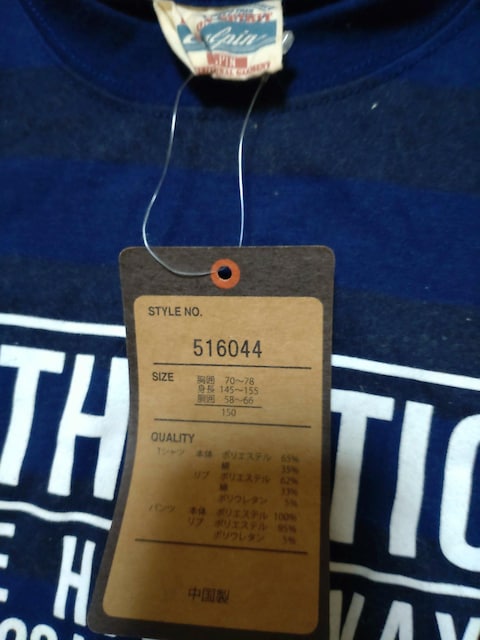 SPIN
STYLE NO.
516044
SIZE
胸囲 70～78
身長 145～155
胴囲 58～66
150
QUALITY
Tシャツ 本体 ポリエステル 65%
綿 35%
リブ ポリエステル 62%
綿 33%
ポリウレタン 5%
パンツ 本体 ポリエステル 100%
リブ ポリエステル 95%
ポリウレタン 5%
中国製
TH
TIC
E H
WAY